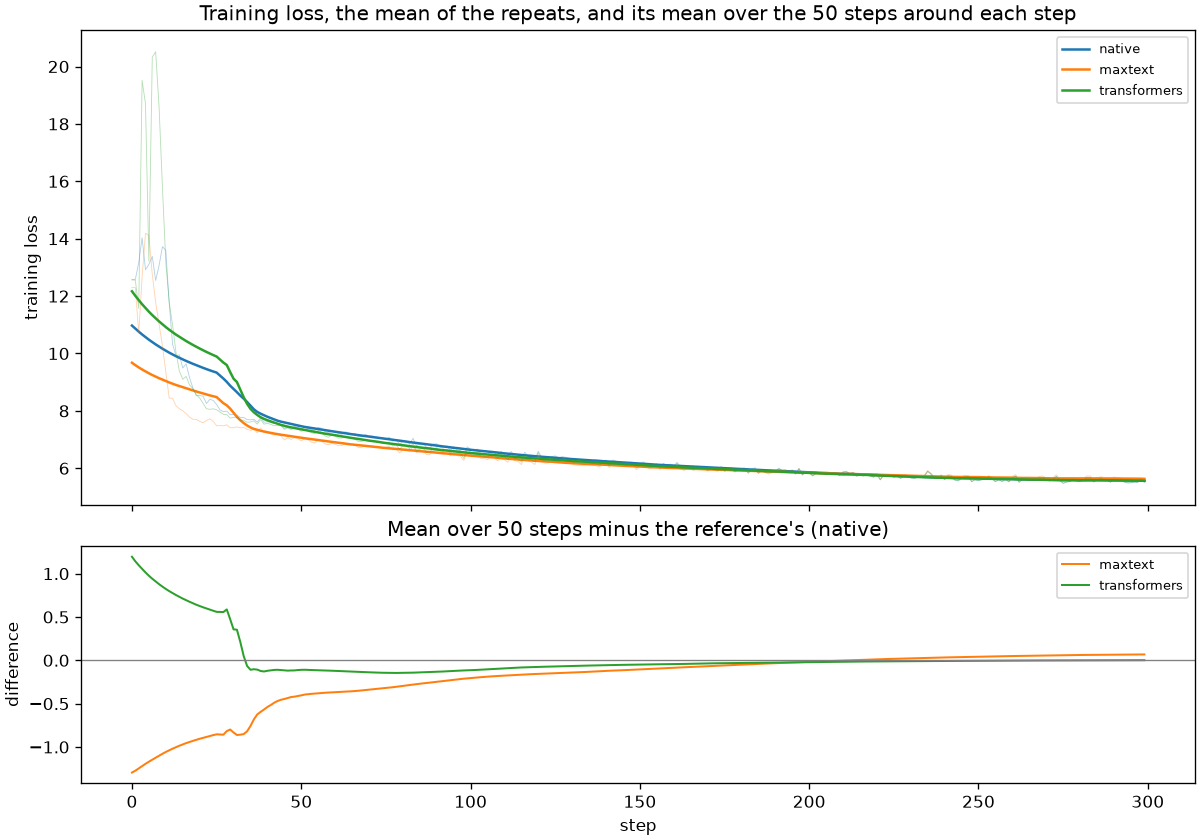 Training loss, the mean of the repeats, and its mean over the 50 steps around each step
training loss
20
18
16
14
12
10
8
6
native
maxtext
transformers
Mean over 50 steps minus the reference's (native)
difference
1.0
0.5
0.0
−0.5
−1.0
maxtext
transformers
0
50
100
150
200
250
300
step